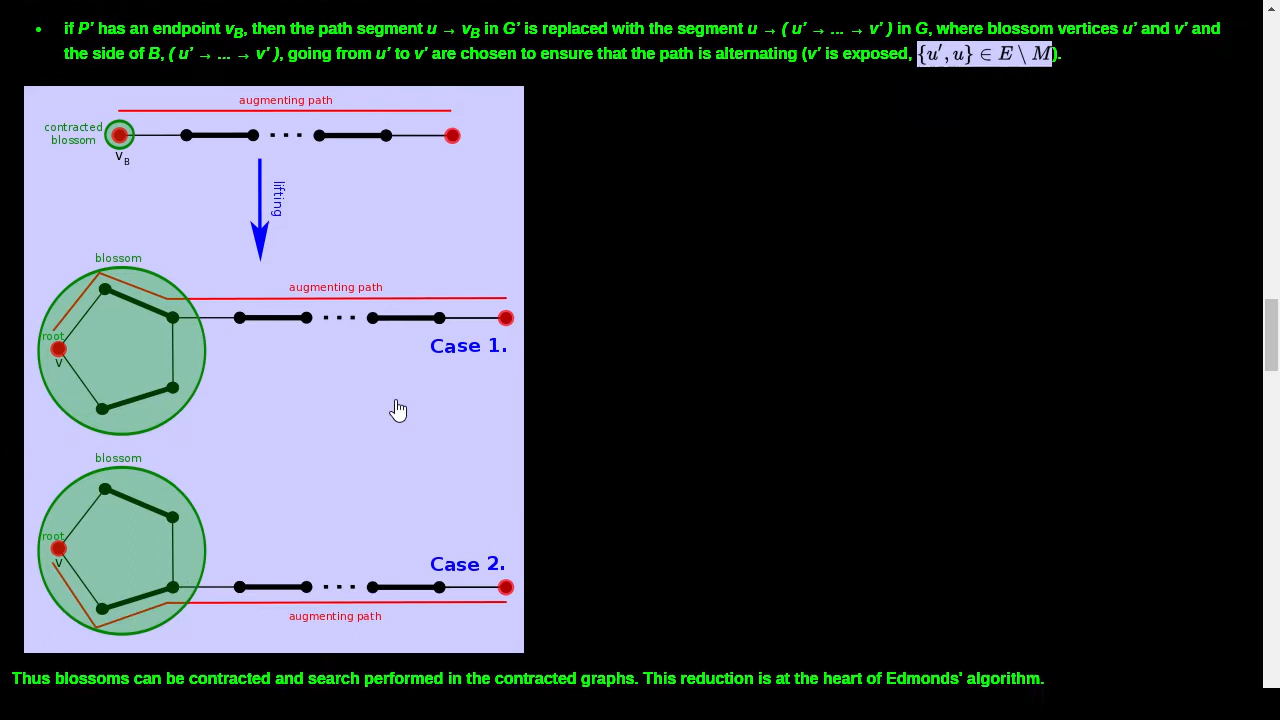 • if P′ has an endpoint vB, then the path segment u → vB in G′ is replaced with the segment u → ( u′ → ... → v′ ) in G, where blossom vertices u′ and v′ and
the side of B, ( u′ → ... → v′ ), going from u′ to v′ are chosen to ensure that the path is alternating (v′ is exposed, {u′, u} ∈ E \ M).
augmenting path
contracted
blossom
vB
lifting
blossom
augmenting path
root
v
Case 1.
blossom
root
v
Case 2.
augmenting path
Thus blossoms can be contracted and search performed in the contracted graphs. This reduction is at the heart of Edmonds' algorithm.